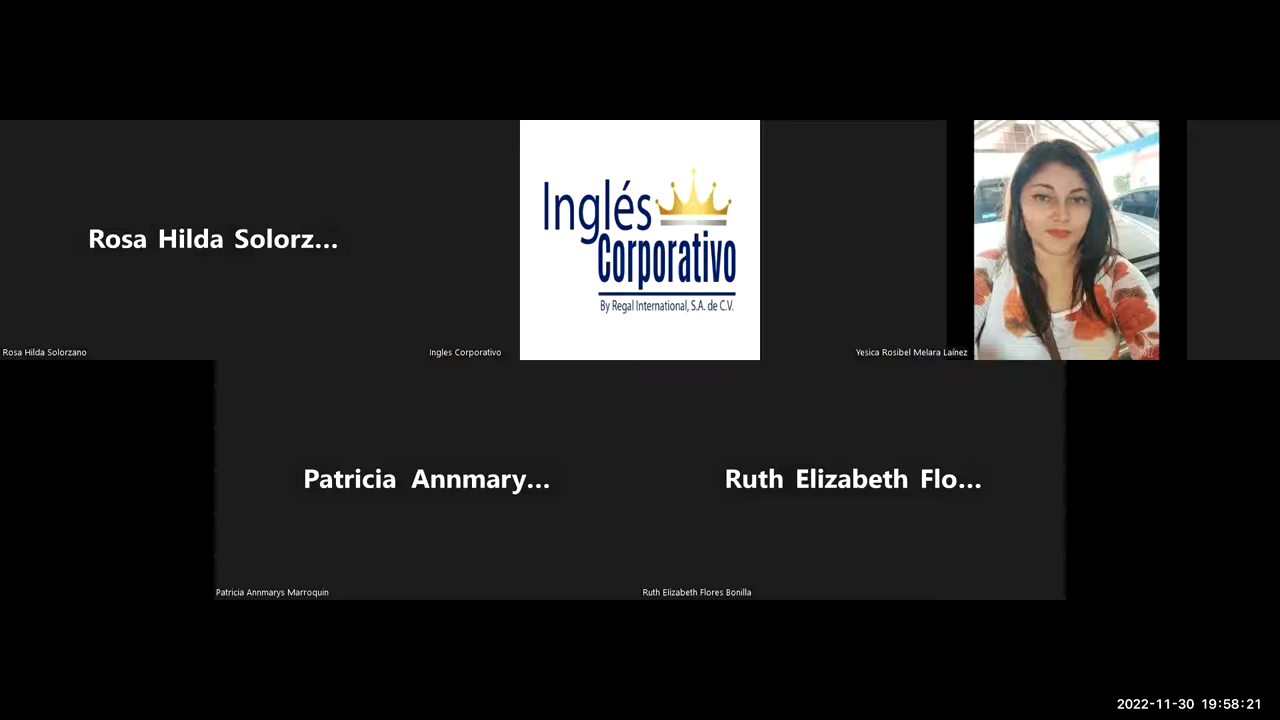 Rosa Hilda Solorz...
Inglés
Corporativo
By Regal International, S.A. de C.V.
Rosa Hilda Solorzano
Ingles Corporativo
Yesica Rosibel Melara Laínez
Patricia Annmary...
Ruth Elizabeth Flo...
Patricia Annmarys Marroquin
Ruth Elizabeth Flores Bonilla
2022-11-30 19:58:21